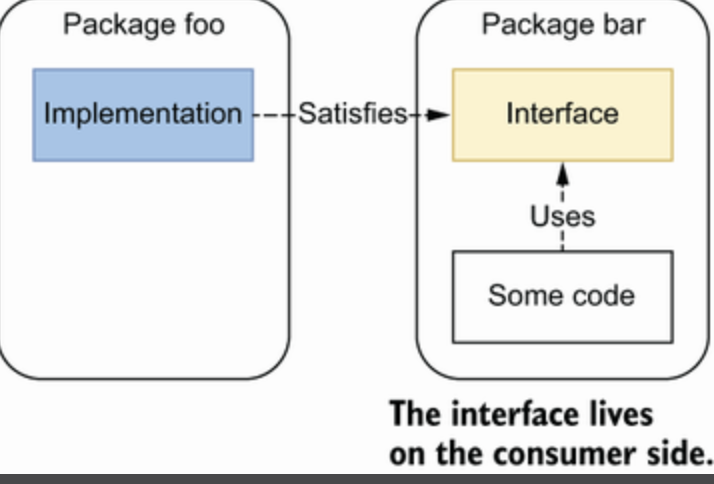 Package foo
Package bar
Implementation
Satisfies
Interface
Uses
Some code
The interface lives
on the consumer side.